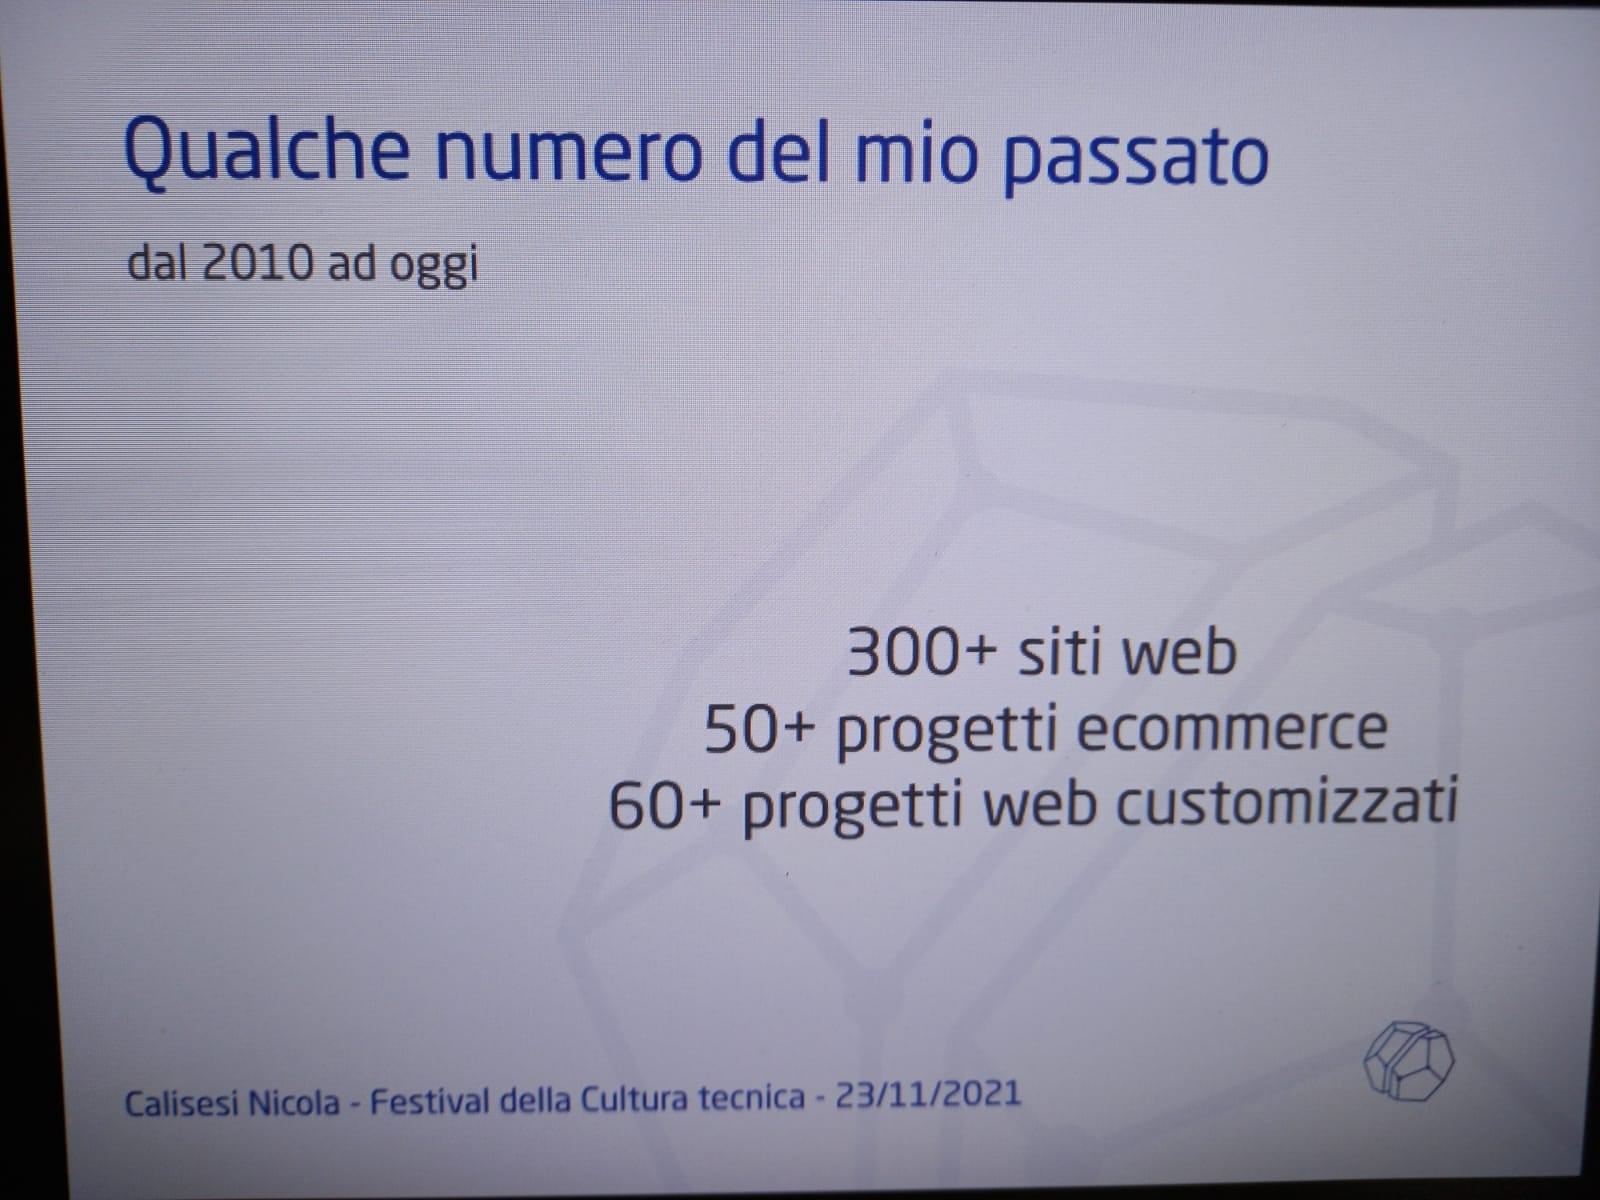 Qualche numero del mio passato
dal 2010 ad oggi
300+ siti web
50+ progetti ecommerce
60+ progetti web customizzati
Calisesi Nicola - Festival della Cultura tecnica - 23/11/2021